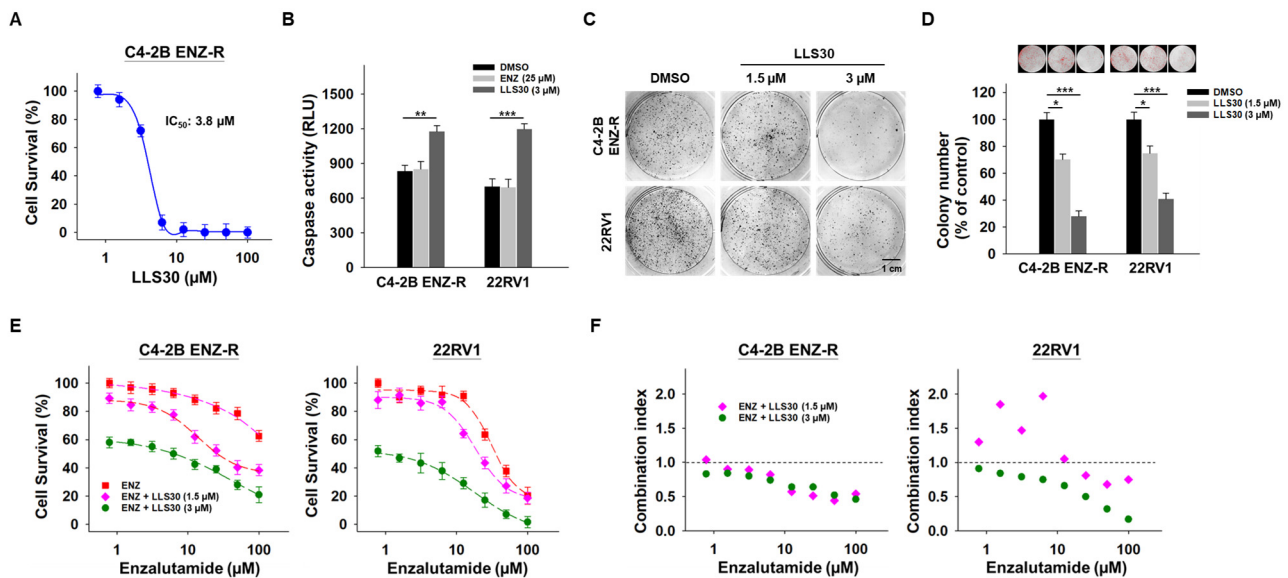 A
C4-2B ENZ-R
Cell Survival (%)
100
80
60
40
20
0
IC50: 3.8 µM
1
10
100
LLS30 (µM)
B
Caspase activity (RLU)
1500
1200
900
600
300
0
DMSO
ENZ (25 µM)
LLS30 (3 µM)
**
***
C4-2B ENZ-R
22RV1
C
LLS30
DMSO
1.5 µM
3 µM
C4-2B
ENZ-R
22RV1
1 cm
D
Colony number
(% of control)
120
100
80
60
40
20
0
DMSO
LLS30 (1.5 µM)
LLS30 (3 µM)
***
*
***
*
C4-2B ENZ-R
22RV1
E
C4-2B ENZ-R
Cell Survival (%)
100
80
60
40
20
0
ENZ
ENZ + LLS30 (1.5 µM)
ENZ + LLS30 (3 µM)
1
10
100
Enzalutamide (µM)
22RV1
Cell Survival (%)
100
80
60
40
20
0
1
10
100
Enzalutamide (µM)
F
C4-2B ENZ-R
Combination index
2.0
1.5
1.0
0.5
0.0
ENZ + LLS30 (1.5 µM)
ENZ + LLS30 (3 µM)
1
10
100
Enzalutamide (µM)
22RV1
Combination index
2.0
1.5
1.0
0.5
0.0
1
10
100
Enzalutamide (µM)